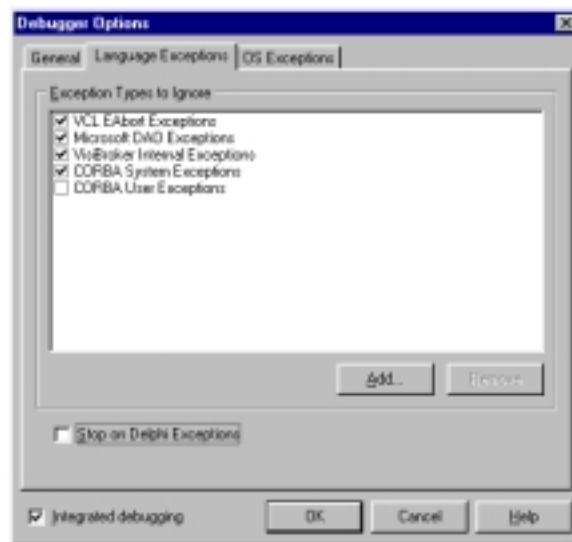 Debugger Options
General
Language Exceptions
OS Exceptions
Exception Types to Ignore
VCL EAbort Exceptions
Microsoft DAO Exceptions
VisiBroker Internal Exceptions
CORBA System Exceptions
CORBA User Exceptions
Add...
Remove
Stop on Delphi Exceptions
Integrated debugging
OK
Cancel
Help